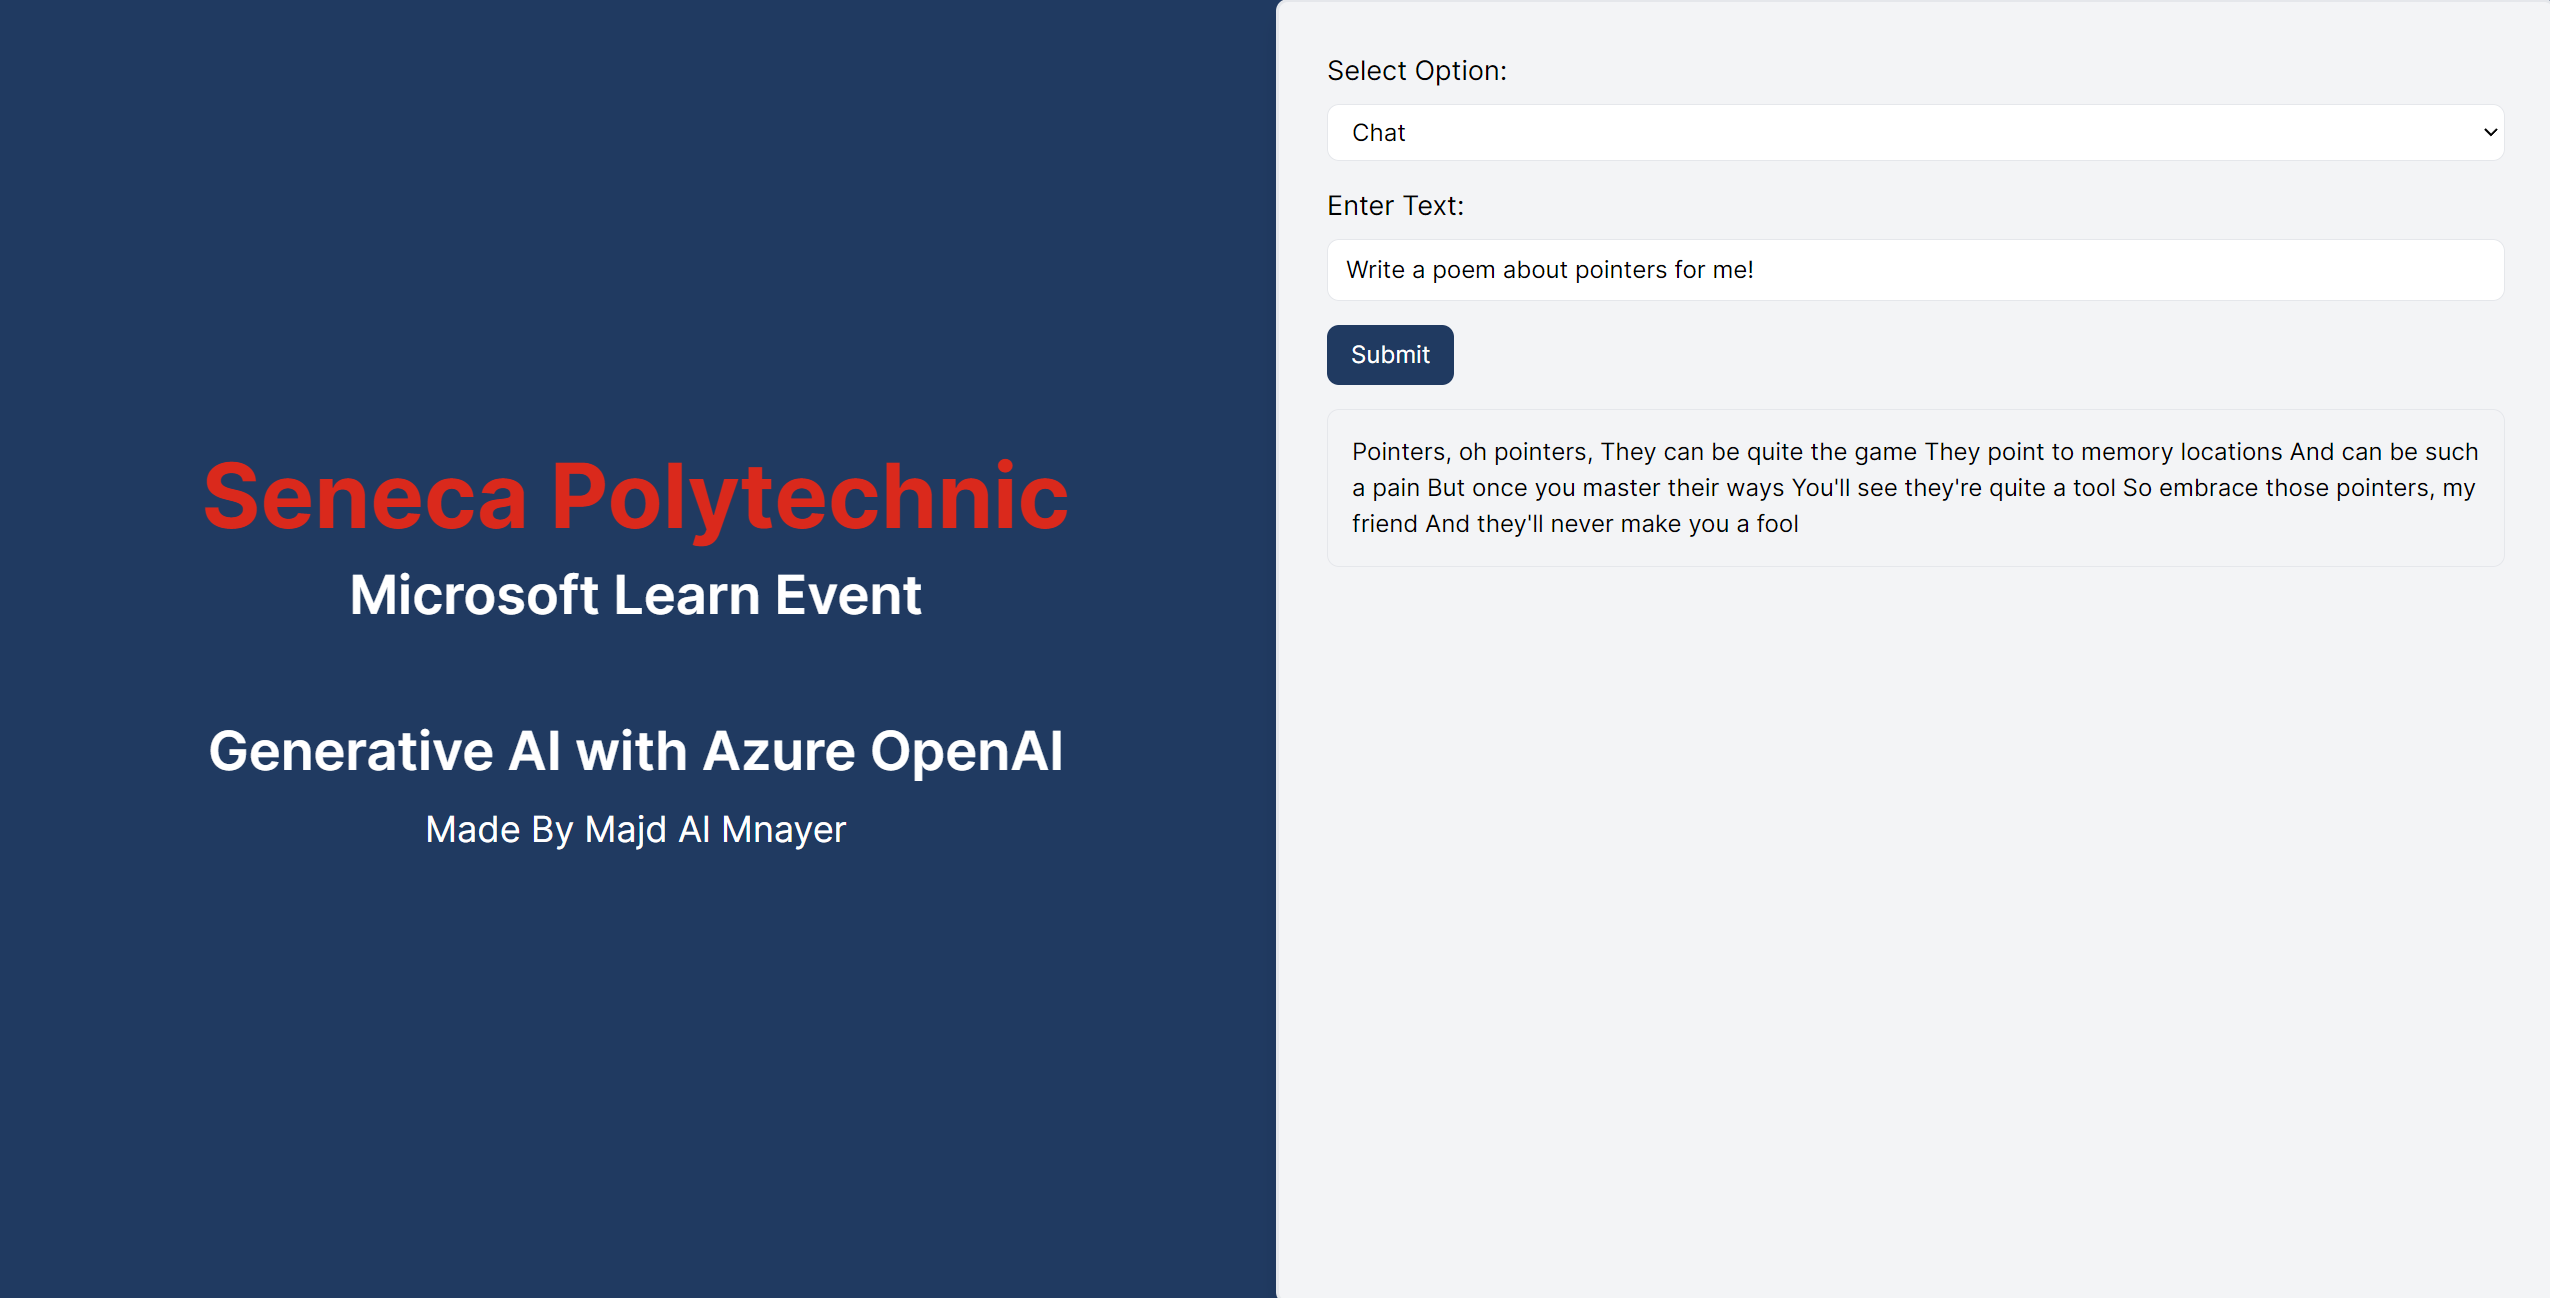 Seneca Polytechnic
Microsoft Learn Event
Generative AI with Azure OpenAI
Made By Majd Al Mnayer
Select Option:
Chat
Enter Text:
Write a poem about pointers for me!
Submit
Pointers, oh pointers, They can be quite the game They point to memory locations And can be such
a pain But once you master their ways You'll see they're quite a tool So embrace those pointers, my
friend And they'll never make you a fool